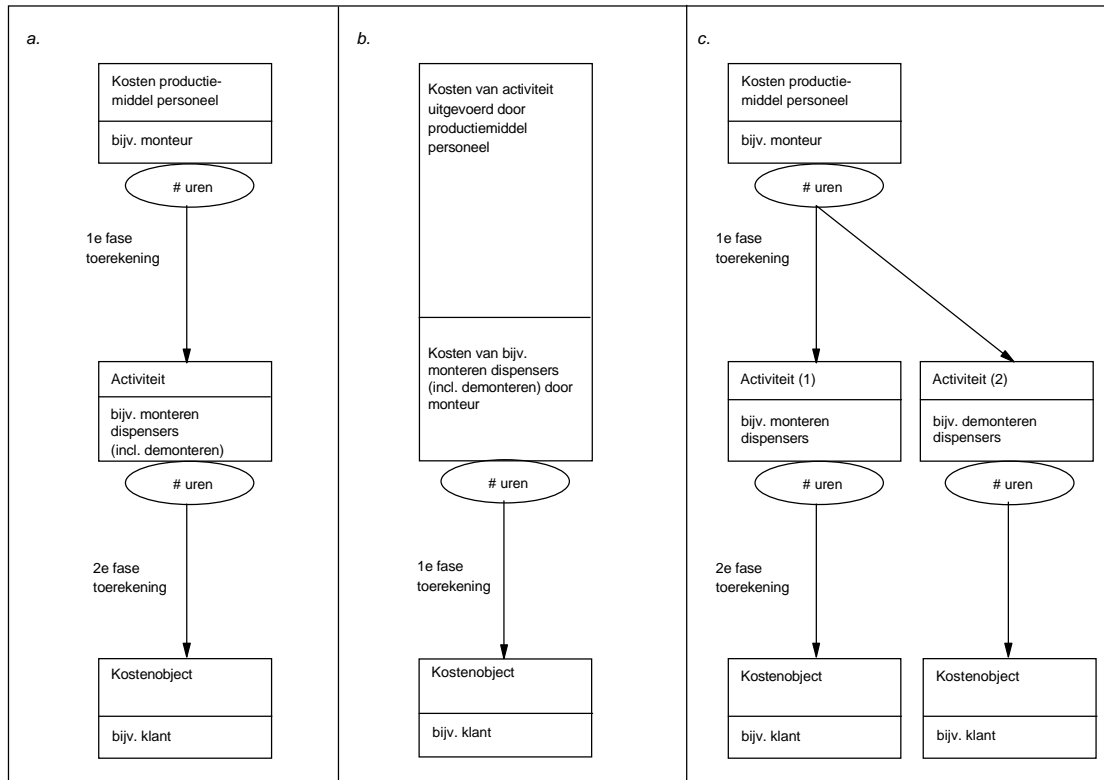 a.
Kosten productie-
middel personeel
bijv. monteur
# uren
1e fase
toerekening
Activiteit
bijv. monteren
dispensers
(incl. demonteren)
# uren
2e fase
toerekening
Kostenobject
bijv. klant
b.
Kosten van activiteit
uitgevoerd door
productiemiddel
personeel
Kosten van bijv.
monteren dispensers
(incl. demonteren) door
monteur
# uren
1e fase
toerekening
Kostenobject
bijv. klant
c.
Kosten productie-
middel personeel
bijv. monteur
# uren
1e fase
toerekening
Activiteit (1)
bijv. monteren
dispensers
# uren
2e fase
toerekening
Kostenobject
bijv. klant
Activiteit (2)
bijv. demonteren
dispensers
# uren
Kostenobject
bijv. klant